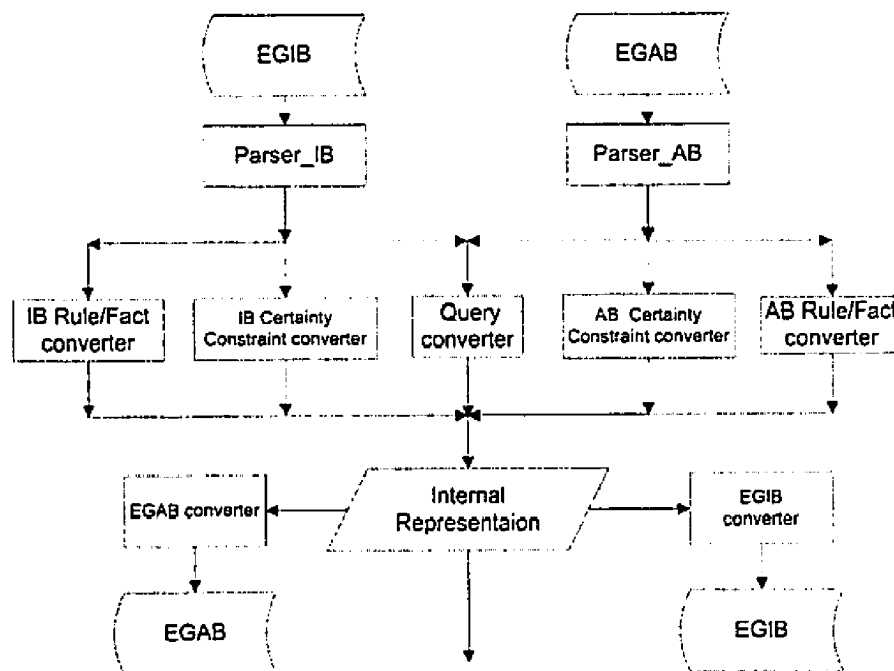 EGIB
EGAB
Parser_IB
Parser_AB
IB Rule/Fact
converter
IB Certainty
Constraint converter
Query
converter
AB Certainty
Constraint converter
AB Rule/Fact
converter
EGAB converter
Internal
Representaion
EGIB
converter
EGAB
EGIB